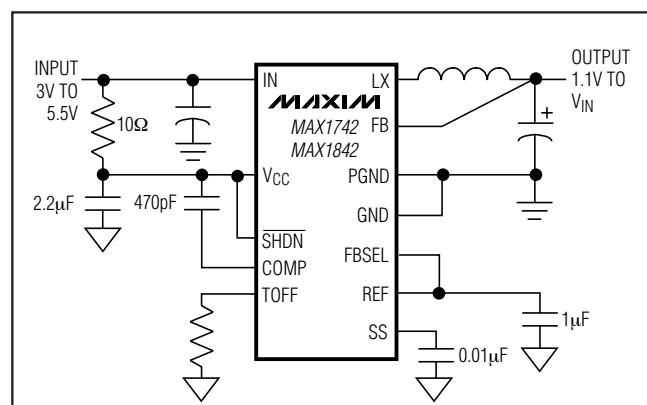 INPUT
3V TO
5.5V
10Ω
2.2µF
470pF
IN
VCC
SHDN
COMP
TOFF
MAXIM
MAX1742
MAX1842
LX
FB
PGND
GND
FBSEL
REF
SS
OUTPUT
1.1V TO
VIN
+
1µF
0.01µF